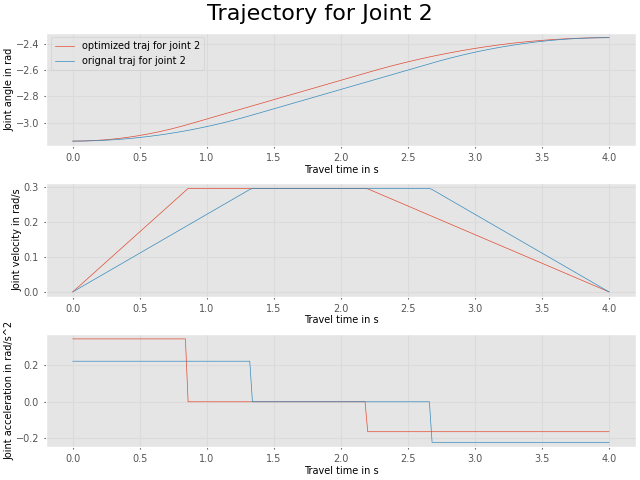 Trajectory for Joint 2
Joint angle in rad
−2.4
−2.6
−2.8
−3.0
optimized traj for joint 2
orignal traj for joint 2
0.0 0.5 1.0 1.5 2.0 2.5 3.0 3.5 4.0
Travel time in s
Joint velocity in rad/s
0.3
0.2
0.1
0.0
0.0 0.5 1.0 1.5 2.0 2.5 3.0 3.5 4.0
Travel time in s
Joint acceleration in rad/s^2
0.2
0.0
−0.2
0.0 0.5 1.0 1.5 2.0 2.5 3.0 3.5 4.0
Travel time in s